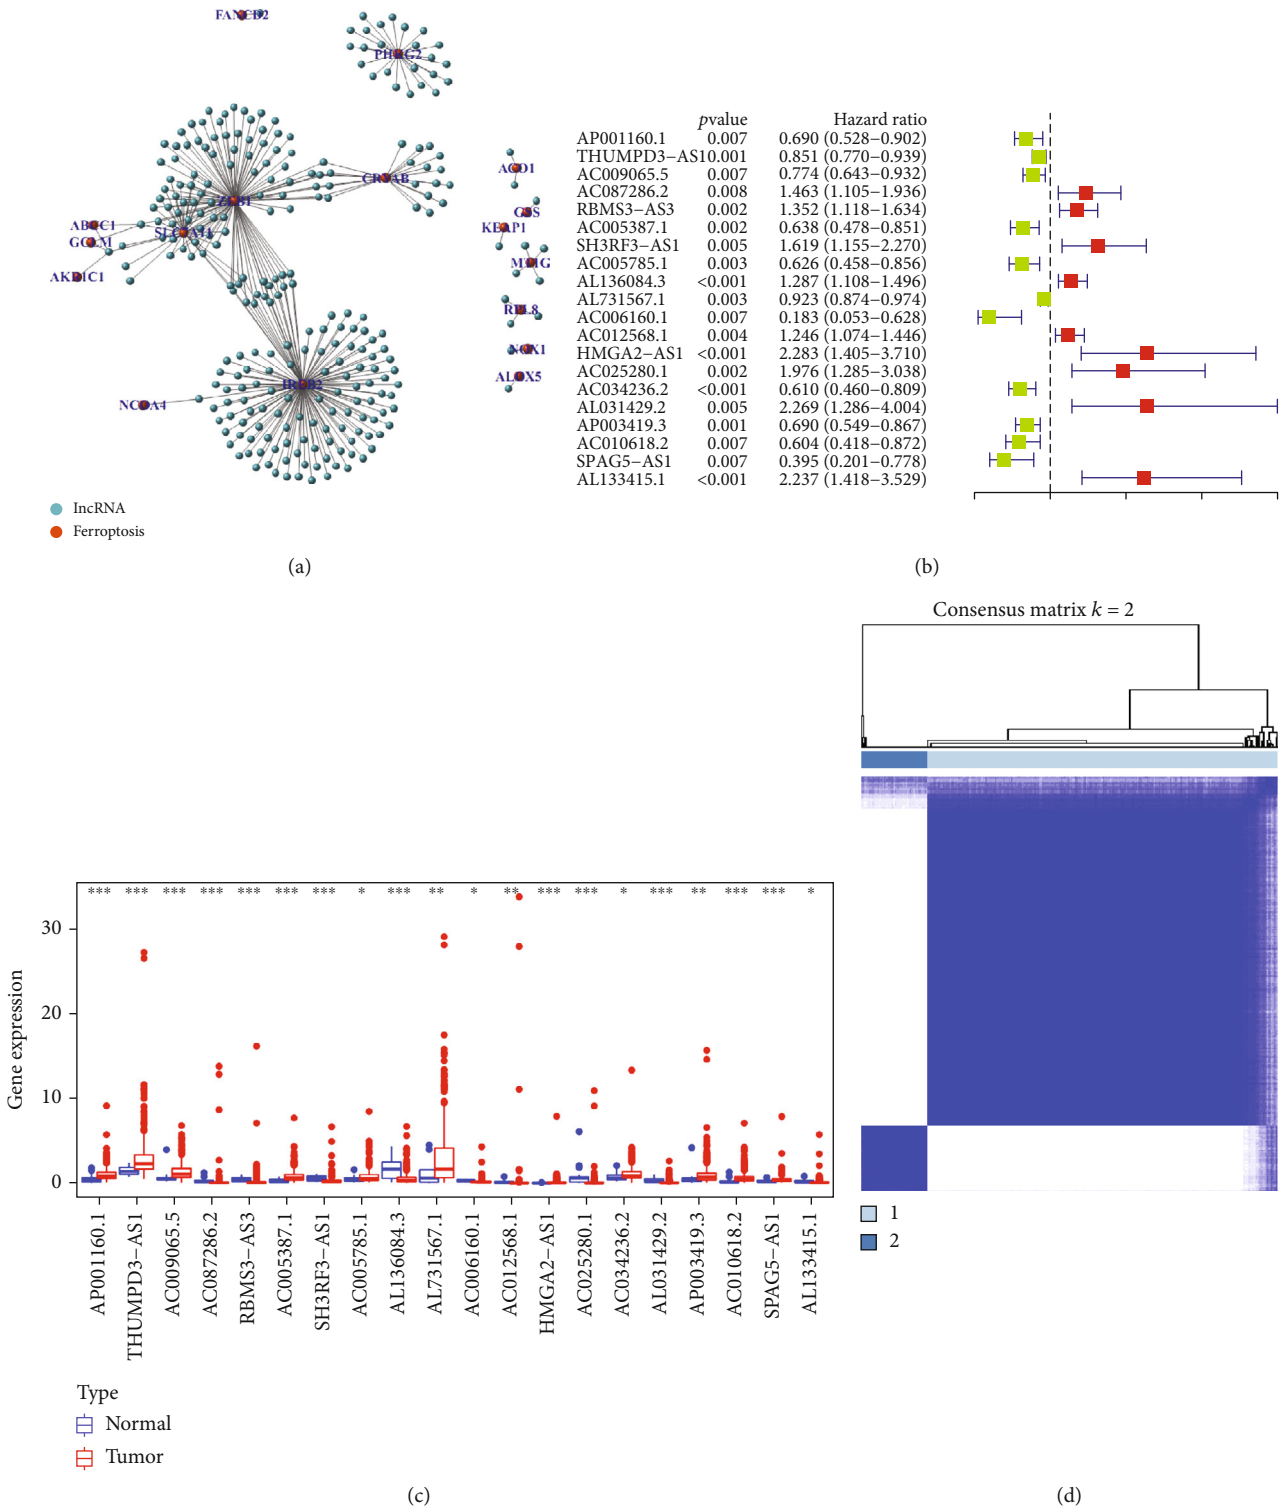 FANCD2
PHKG2
CRYAB
ZEB1
SLC7A11
ABCC1
GCLM
AKR1C1
NCOA4
IREB2
ACO1
GSS
KEAP1
MT1G
RPL8
NOX1
ALOX5
lncRNA
Ferroptosis
(a)
pvalue Hazard ratio
AP001160.1 0.007 0.690 (0.528−0.902)
THUMPD3−AS1 0.001 0.851 (0.770−0.939)
AC009065.5 0.007 0.774 (0.643−0.932)
AC087286.2 0.008 1.463 (1.105−1.936)
RBMS3−AS3 0.002 1.352 (1.118−1.634)
AC005387.1 0.002 0.638 (0.478−0.851)
SH3RF3−AS1 0.005 1.619 (1.155−2.270)
AC005785.1 0.003 0.626 (0.458−0.856)
AL136084.3 <0.001 1.287 (1.108−1.496)
AL731567.1 0.003 0.923 (0.874−0.974)
AC006160.1 0.007 0.183 (0.053−0.628)
AC012568.1 0.004 1.246 (1.074−1.446)
HMGA2−AS1 <0.001 2.283 (1.405−3.710)
AC025280.1 0.002 1.976 (1.285−3.038)
AC034236.2 <0.001 0.610 (0.460−0.809)
AL031429.2 0.005 2.269 (1.286−4.004)
AP003419.3 0.001 0.690 (0.549−0.867)
AC010618.2 0.007 0.604 (0.418−0.872)
SPAG5−AS1 0.007 0.395 (0.201−0.778)
AL133415.1 <0.001 2.237 (1.418−3.529)
(b)
*** *** *** *** *** *** *** * *** ** * ** *** *** * *** ** *** *** *
Gene expression
30
20
10
0
AP001160.1
THUMPD3−AS1
AC009065.5
AC087286.2
RBMS3−AS3
AC005387.1
SH3RF3−AS1
AC005785.1
AL136084.3
AL731567.1
AC006160.1
AC012568.1
HMGA2−AS1
AC025280.1
AC034236.2
AL031429.2
AP003419.3
AC010618.2
SPAG5−AS1
AL133415.1
Type
Normal
Tumor
(c)
Consensus matrix k = 2
1
2
(d)